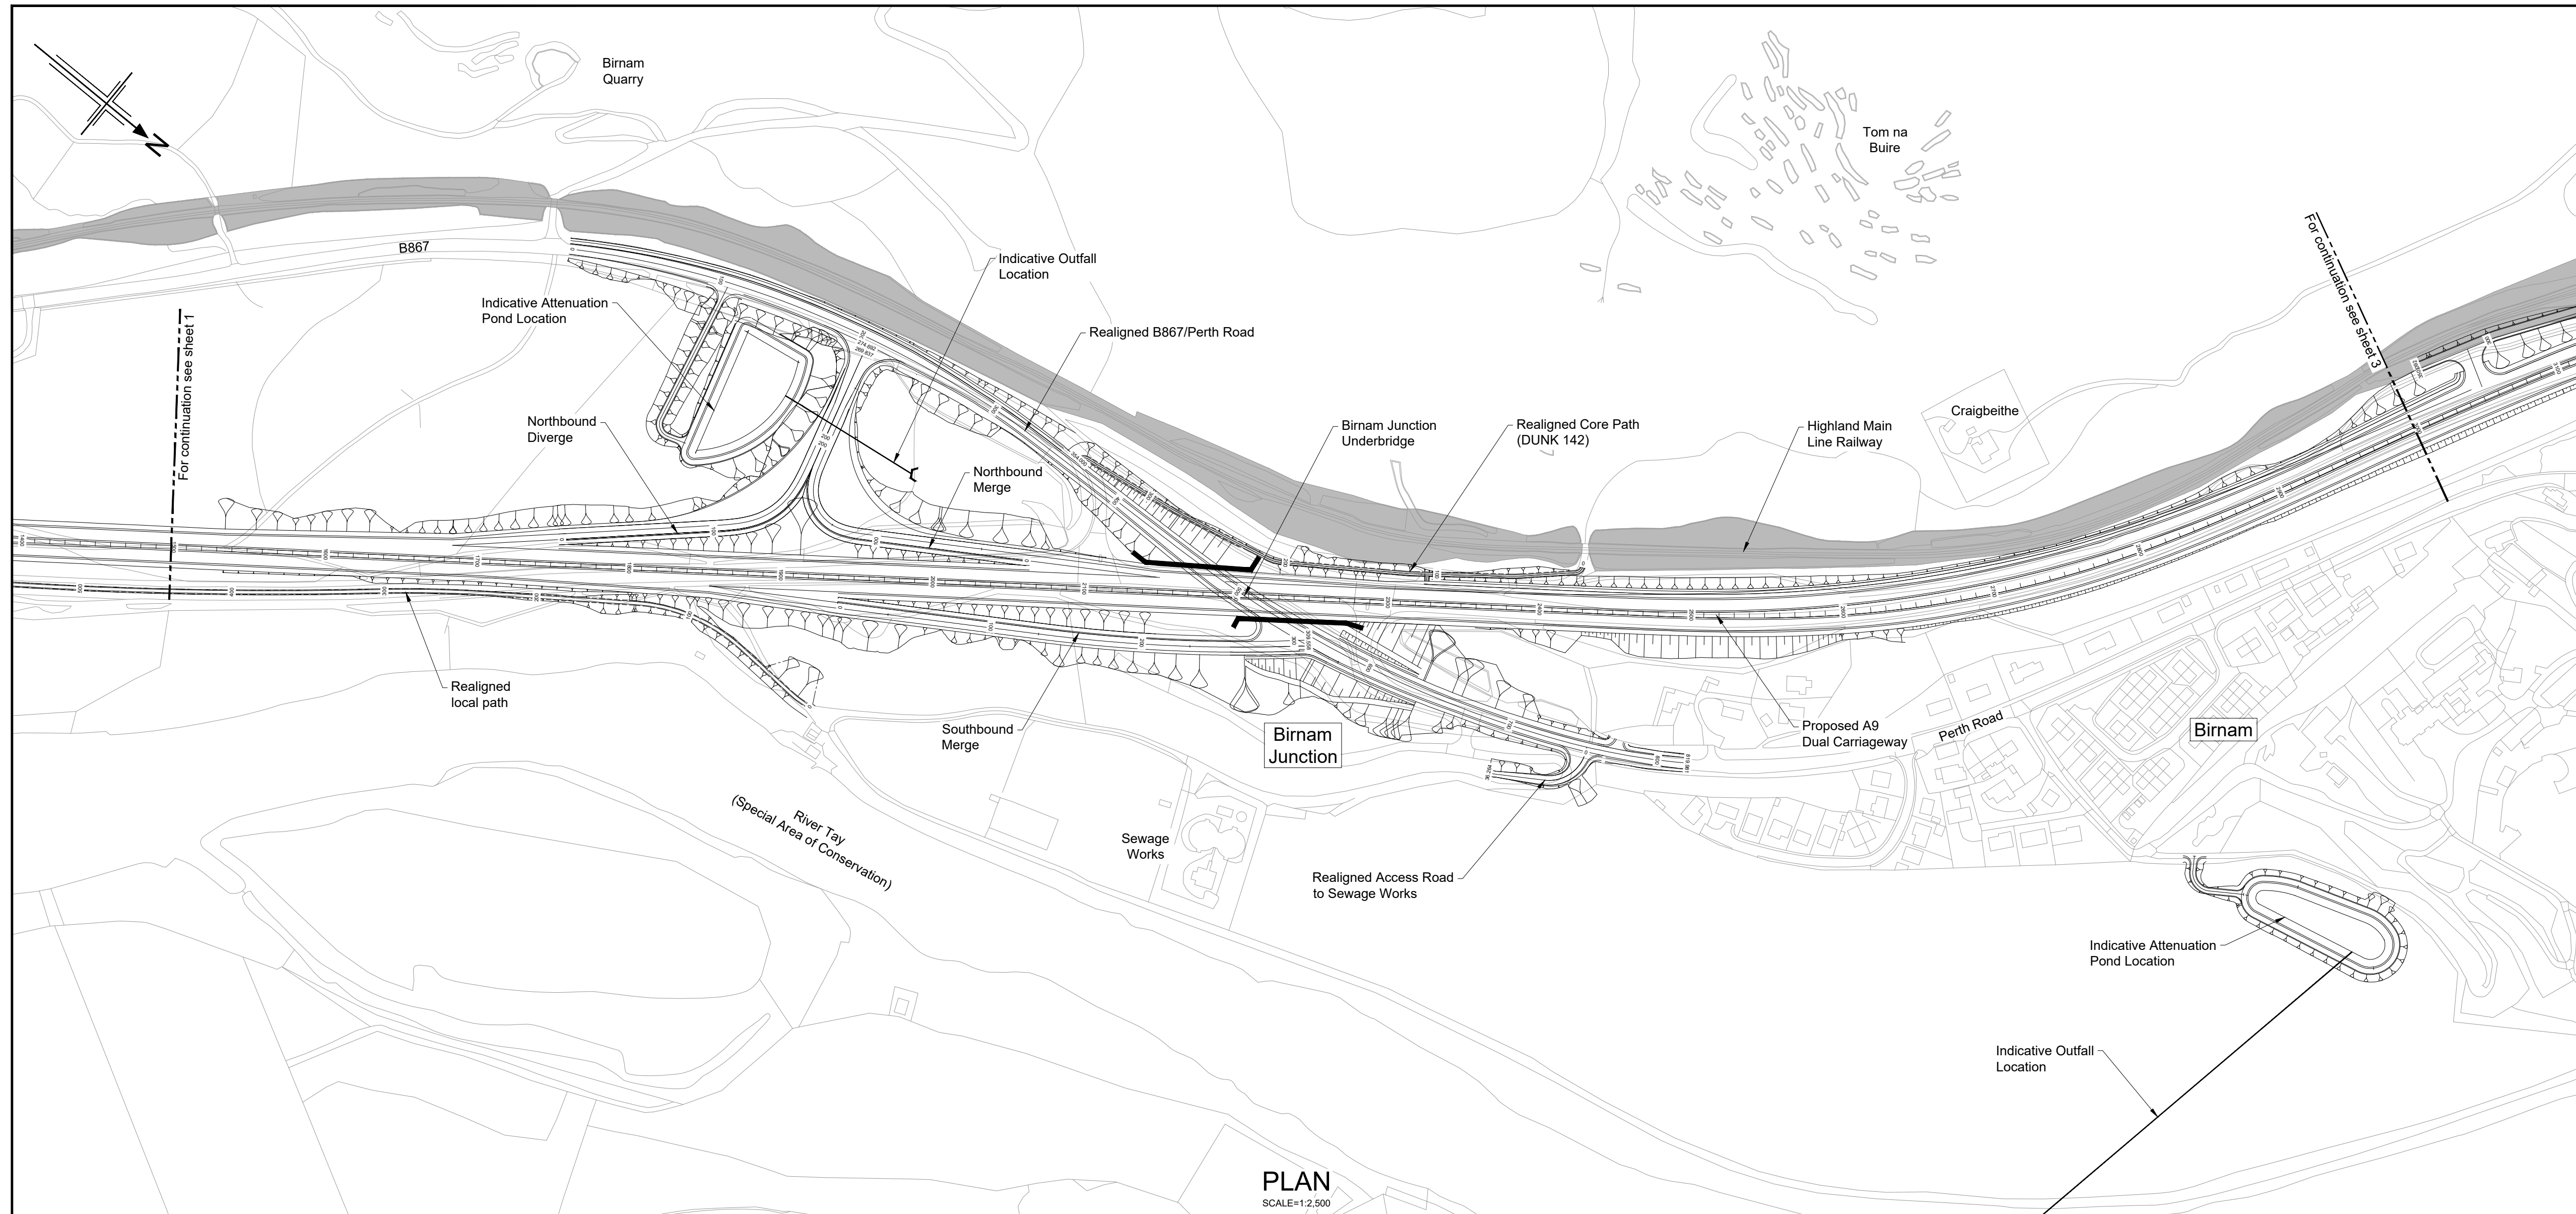 Birnam
Quarry
N
Tom na
Buire
B867
For continuation see sheet 1
For continuation see sheet 3
Indicative Outfall
Location
Indicative Attenuation
Pond Location
Realigned B867/Perth Road
Northbound
Diverge
Northbound
Merge
Birnam Junction
Underbridge
Realigned Core Path
(DUNK 142)
Highland Main
Line Railway
Craigbeithe
Realigned
local path
Southbound
Merge
Birnam
Junction
Proposed A9
Dual Carriageway
Perth Road
Birnam
River Tay
(Special Area of Conservation)
Sewage
Works
Realigned Access Road
to Sewage Works
Indicative Attenuation
Pond Location
Indicative Outfall
Location
PLAN
SCALE=1:2,500